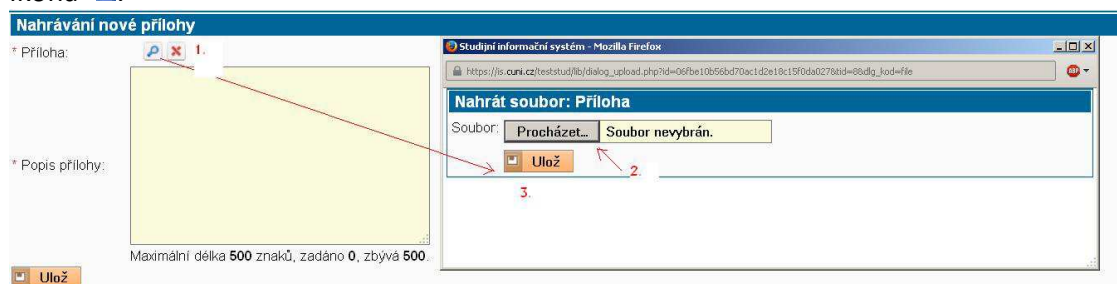 Nahrávání nové přílohy
* Příloha:
1.
* Popis přílohy:
Maximální délka 500 znaků, zadáno 0, zbývá 500.
Ulož
Studijní informační systém - Mozilla Firefox
https://is.cuni.cz/teststud/lib/dialog_upload.php?id=06fbe10b56bd70ac1d2e18c15f0da027&tid=8&dlg_kod=file
ABP
Nahrát soubor: Příloha
Soubor:
Procházet...
Soubor nevybrán.
Ulož
2.
3.